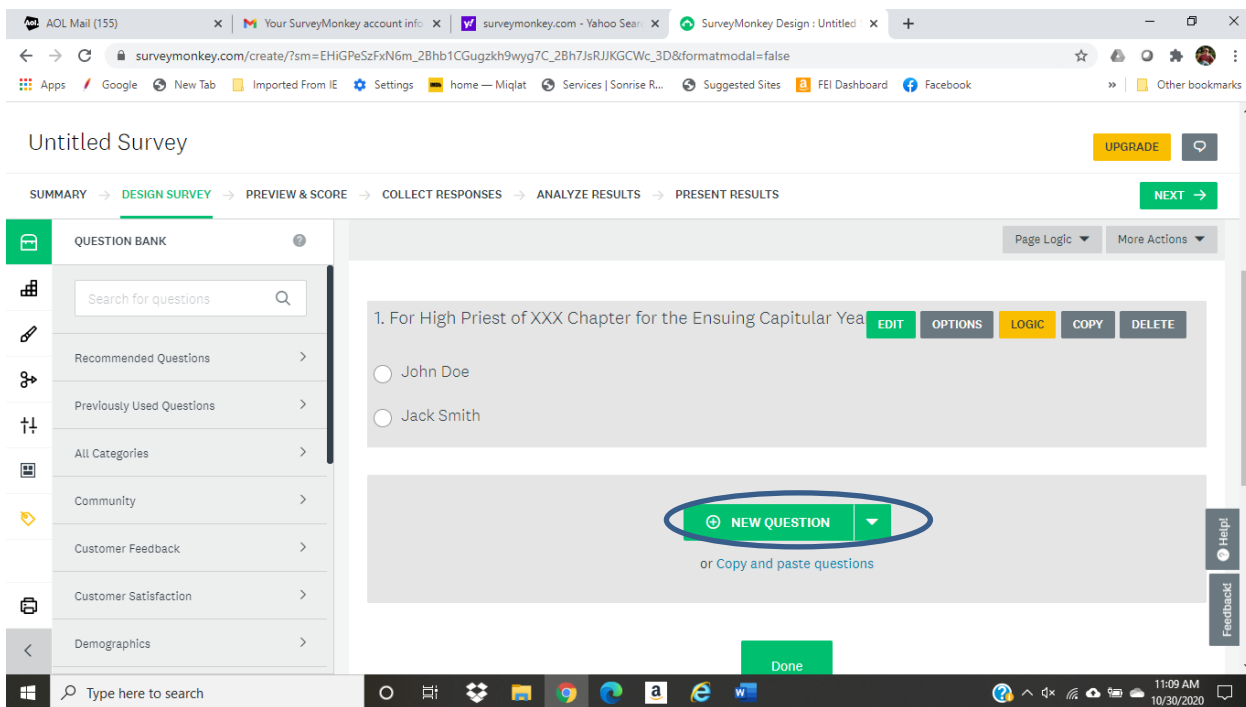 AOL Mail (155)
Your SurveyMonkey account info
surveymonkey.com - Yahoo Sear
SurveyMonkey Design : Untitled
surveymonkey.com/create/?sm=EHiGPeSzFxN6m_2Bhb1CGugzkh9wyg7C_2Bh7JsRJJKGCWc_3D&formatmodal=false
Apps Google New Tab Imported From IE Settings home — Miqlat Services | Sonrise R... Suggested Sites FEI Dashboard Facebook » Other bookmarks
Untitled Survey
UPGRADE
SUMMARY → DESIGN SURVEY → PREVIEW & SCORE → COLLECT RESPONSES → ANALYZE RESULTS → PRESENT RESULTS
NEXT →
QUESTION BANK
Page Logic
More Actions
Search for questions
Recommended Questions
Previously Used Questions
All Categories
Community
Customer Feedback
Customer Satisfaction
Demographics
1. For High Priest of XXX Chapter for the Ensuing Capitular Yea
EDIT OPTIONS LOGIC COPY DELETE
John Doe
Jack Smith
NEW QUESTION
or Copy and paste questions
Done
Help!
Feedback!
Type here to search
11:09 AM
10/30/2020